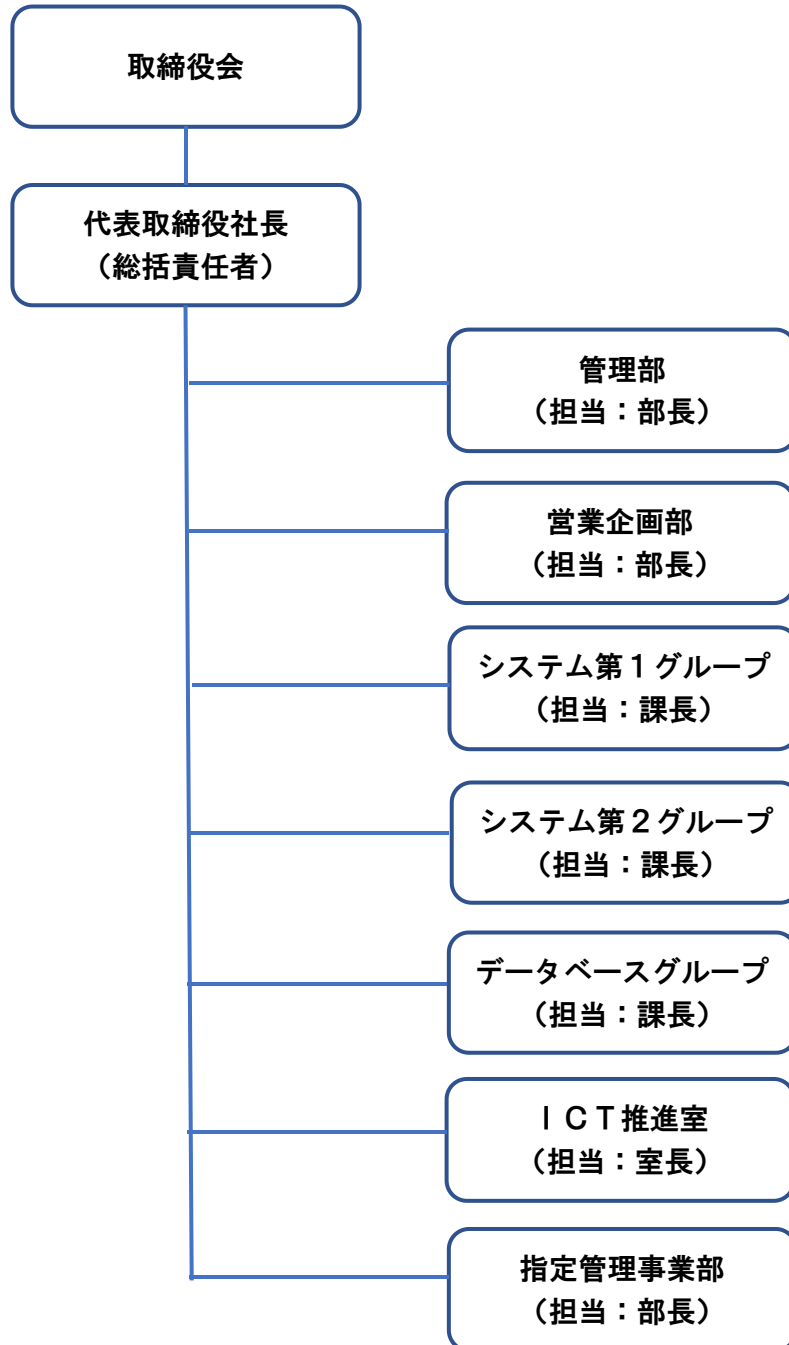 取締役会
代表取締役社長
（総括責任者）
管理部
（担当：部長）
営業企画部
（担当：部長）
システム第１グループ
（担当：課長）
システム第２グループ
（担当：課長）
データベースグループ
（担当：課長）
ＩＣＴ推進室
（担当：室長）
指定管理事業部
（担当：部長）